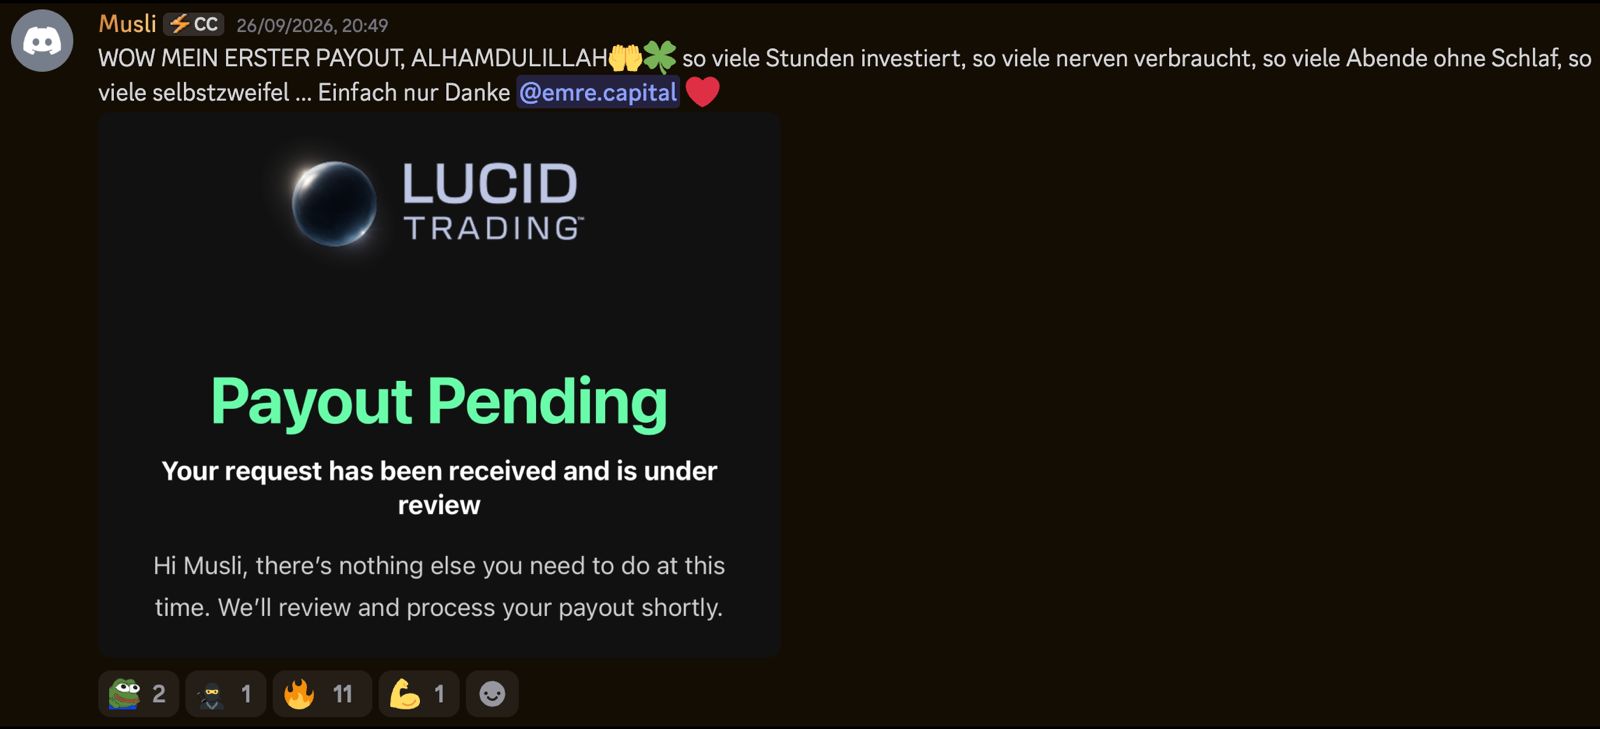 Musli ⚡CC 26/09/2026, 20:49
WOW MEIN ERSTER PAYOUT, ALHAMDULILLAH🤲🍀 so viele Stunden investiert, so viele nerven verbraucht, so viele Abende ohne Schlaf, so
viele selbstzweifel ... Einfach nur Danke @emre.capital ❤️
LUCID
TRADING™
Payout Pending
Your request has been received and is under
review
Hi Musli, there’s nothing else you need to do at this
time. We’ll review and process your payout shortly.
2 1 11 1